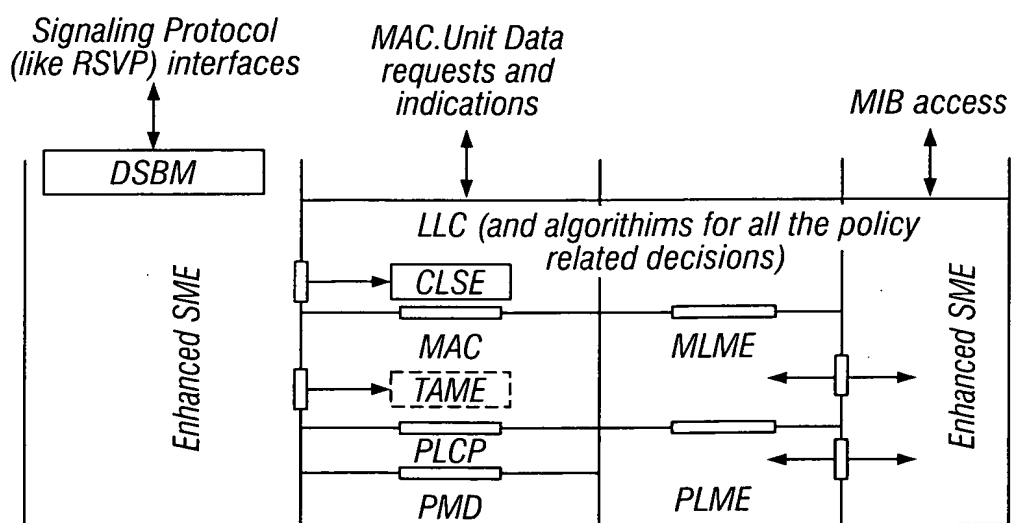 Signaling Protocol
(like RSVP) interfaces
MAC.Unit Data
requests and
indications
MIB access
DSBM
LLC (and algorithims for all the policy
related decisions)
Enhanced SME
CLSE
MAC
MLME
TAME
PLCP
PMD
PLME
Enhanced SME